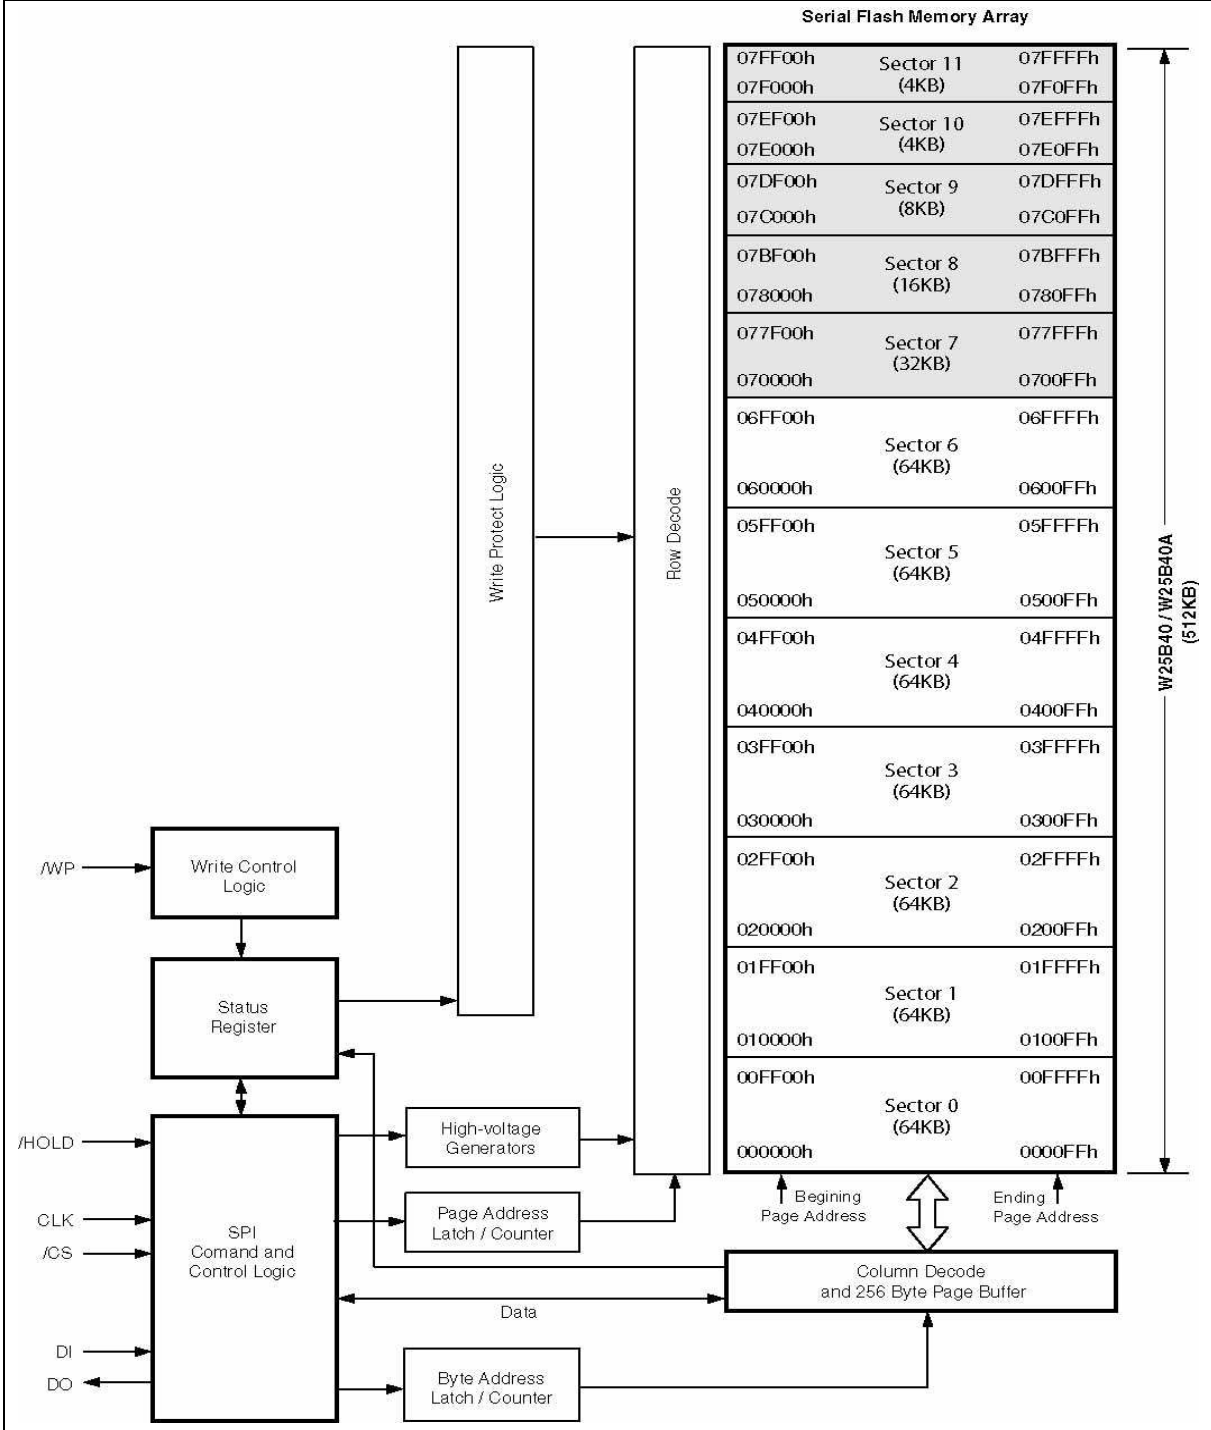 Serial Flash Memory Array
07FF00h Sector 11 07FFFFh
(4KB)
07F000h 07F0FFh
07EF00h Sector 10 07EFFFh
(4KB)
07E000h 07E0FFh
07DF00h Sector 9 07DFFFh
(8KB)
07C000h 07C0FFh
07BF00h Sector 8 07BFFFh
(16KB)
078000h 0780FFh
077F00h Sector 7 077FFFh
(32KB)
070000h 0700FFh
06FF00h 06FFFFh
Sector 6
(64KB)
060000h 0600FFh
05FF00h 05FFFFh
Sector 5
(64KB)
050000h 0500FFh
04FF00h 04FFFFh
Sector 4
(64KB)
040000h 0400FFh
03FF00h 03FFFFh
Sector 3
(64KB)
030000h 0300FFh
02FF00h 02FFFFh
Sector 2
(64KB)
020000h 0200FFh
01FF00h 01FFFFh
Sector 1
(64KB)
010000h 0100FFh
00FF00h 00FFFFh
Sector 0
(64KB)
000000h 0000FFh
W25B40 / W25B40A
(512KB)
Write Protect Logic
Row Decode
/WP
Write Control
Logic
Status
Register
/HOLD
CLK
/CS
DI
DO
SPI
Comand and
Control Logic
High-voltage
Generators
Page Address
Latch / Counter
Begining
Page Address
Ending
Page Address
Column Decode
and 256 Byte Page Buffer
Data
Byte Address
Latch / Counter